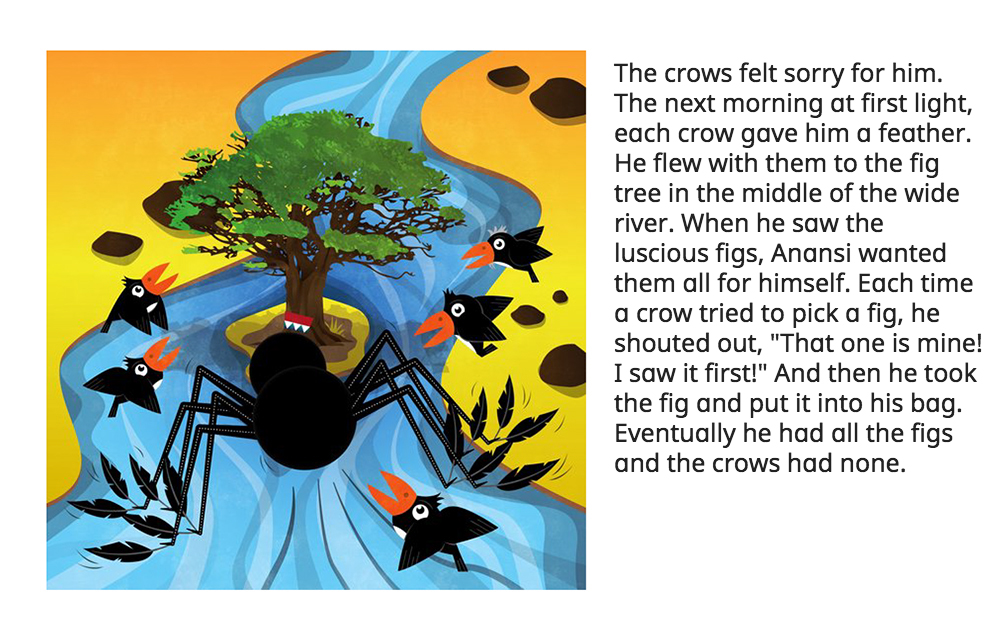 The crows felt sorry for him.
The next morning at first light,
each crow gave him a feather.
He flew with them to the fig
tree in the middle of the wide
river. When he saw the
luscious figs, Anansi wanted
them all for himself. Each time
a crow tried to pick a fig, he
shouted out, "That one is mine!
I saw it first!" And then he took
the fig and put it into his bag.
Eventually he had all the figs
and the crows had none.